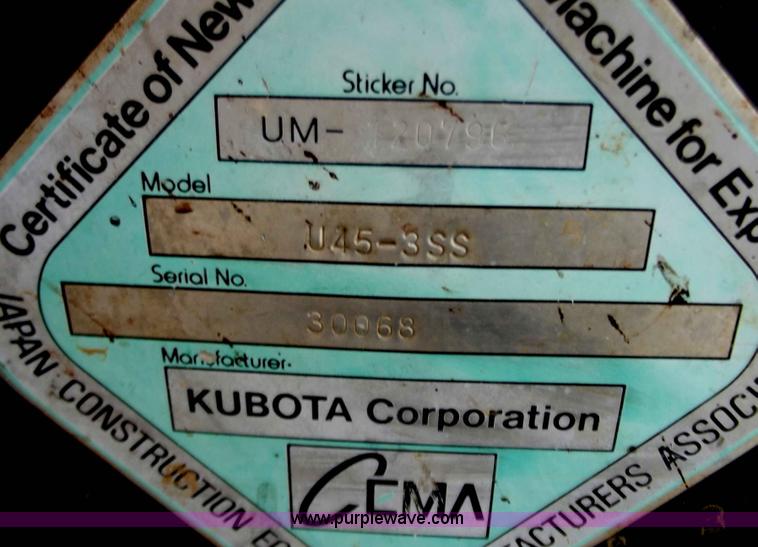 Certificate of New
Machine for Exp
Sticker No.
UM-
Model
U45-3SS
Serial No.
30068
Manufacturer
KUBOTA Corporation
CEMA
JAPAN CONSTRUCTION
ASSOC
www.purplewave.com